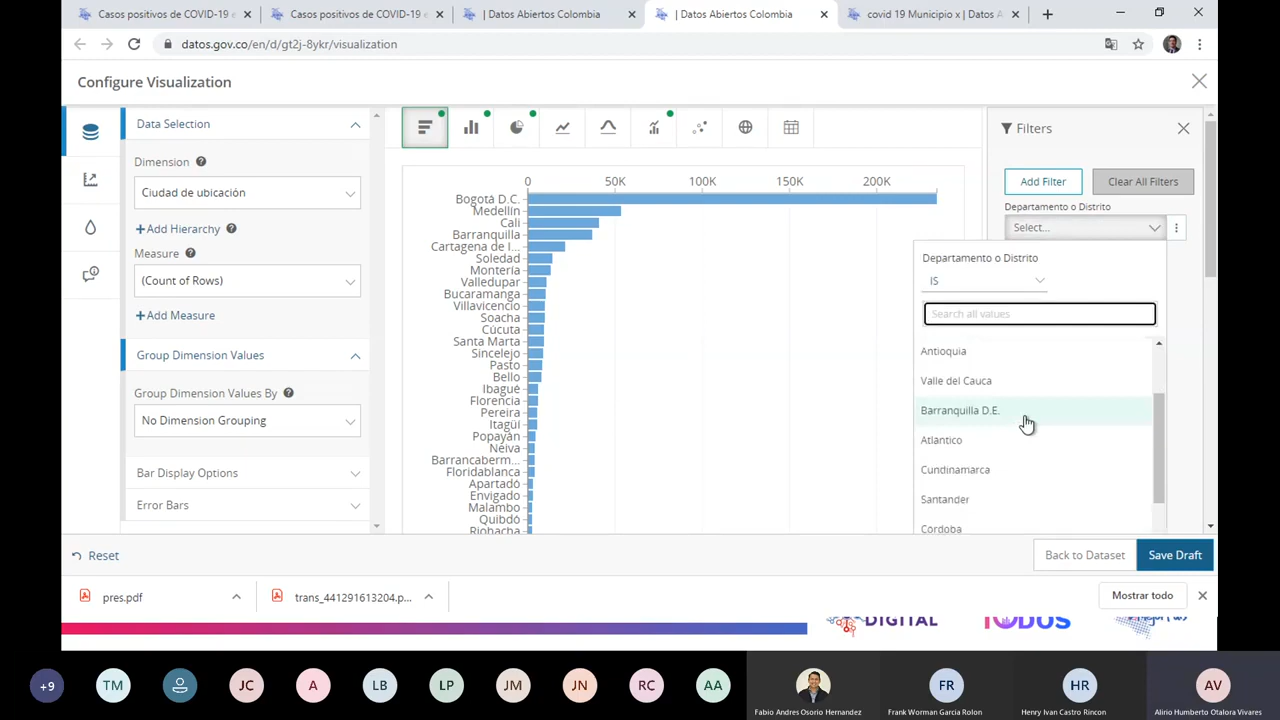 Casos positivos de COVID-19 e
Casos positivos de COVID-19 e
| Datos Abiertos Colombia
| Datos Abiertos Colombia
covid 19 Municipio x | Datos A
datos.gov.co/en/d/gt2j-8ykr/visualization
Configure Visualization
Data Selection
Dimension
Ciudad de ubicación
+ Add Hierarchy
Measure
(Count of Rows)
+ Add Measure
Group Dimension Values
Group Dimension Values By
No Dimension Grouping
Bar Display Options
Error Bars
0 50K 100K 150K 200K
Bogotá D.C.
Medellín
Cali
Barranquilla
Cartagena de I...
Soledad
Montería
Valledupar
Bucaramanga
Villavicencio
Soacha
Cúcuta
Santa Marta
Sincelejo
Pasto
Bello
Ibagué
Florencia
Pereira
Itagüí
Popayán
Neiva
Barrancaberm...
Floridablanca
Apartadó
Envigado
Malambo
Quibdó
Riohacha
Filters
Add Filter
Clear All Filters
Departamento o Distrito
Select...
Departamento o Distrito
IS
Search all values
Antioquia
Valle del Cauca
Barranquilla D.E.
Atlántico
Cundinamarca
Santander
Cordoba
Reset
Back to Dataset
Save Draft
pres.pdf
trans_441291613204.p...
Mostrar todo
DIGITAL
TODOS
+9
TM
JC
A
LB
LP
JM
JN
RC
AA
FR
HR
AV
Fabio Andres Osorio Hernandez
Frank Worman Garcia Rolon
Henry Ivan Castro Rincon
Alirio Humberto Otalora Vivares